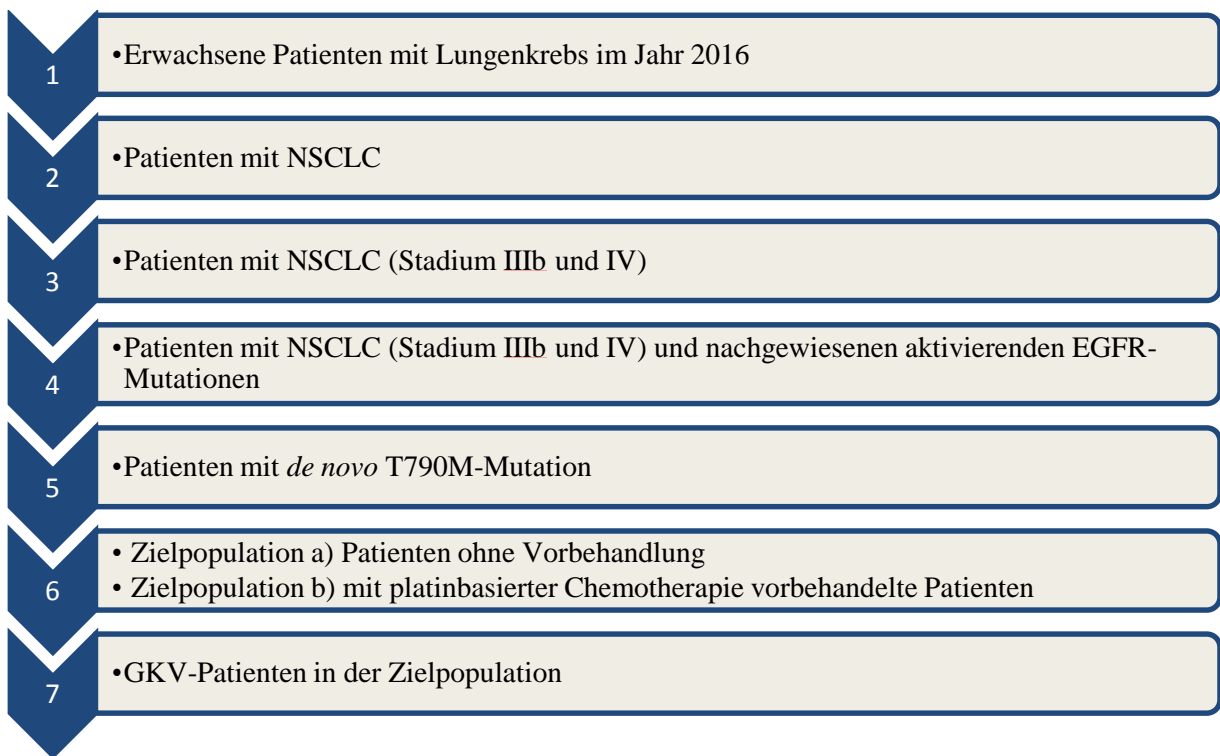 1
•Erwachsene Patienten mit Lungenkrebs im Jahr 2016
2
•Patienten mit NSCLC
3
•Patienten mit NSCLC (Stadium IIIb und IV)
4
•Patienten mit NSCLC (Stadium IIIb und IV) und nachgewiesenen aktivierenden EGFR-
Mutationen
5
•Patienten mit de novo T790M-Mutation
6
• Zielpopulation a) Patienten ohne Vorbehandlung
• Zielpopulation b) mit platinbasierter Chemotherapie vorbehandelte Patienten
7
•GKV-Patienten in der Zielpopulation